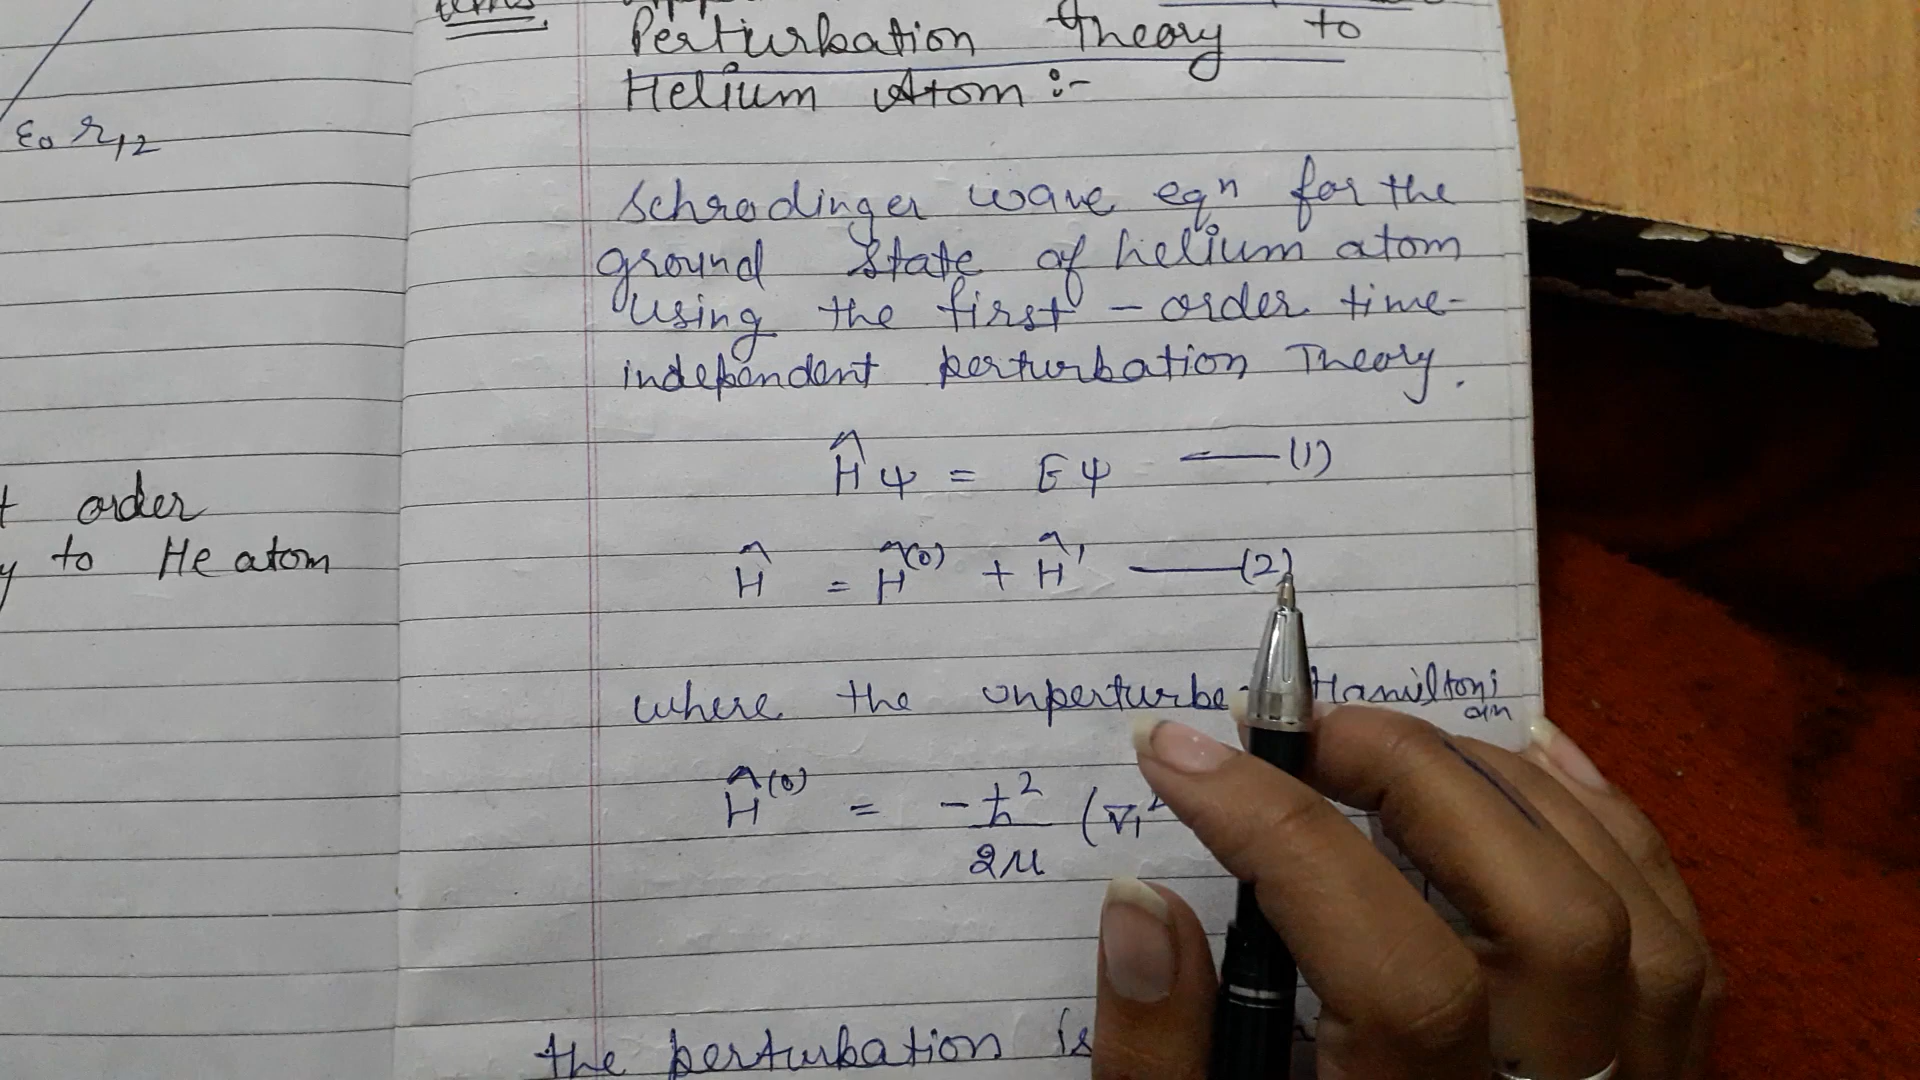 ε₀ r₁₂
t order
y to He atom
Perturbation theory to
Helium Atom :-
Schrodinger wave eqⁿ for the
ground state of helium atom
using the first - order time-
independent perturbation Theory.
Ĥψ = Eψ —— (1)
Ĥ = Ĥ⁽⁰⁾ + Ĥ' —— (2)
where the unperturbe Hamiltonian
Ĥ⁽⁰⁾ = -ħ²/2μ (∇₁²
the perturbation is